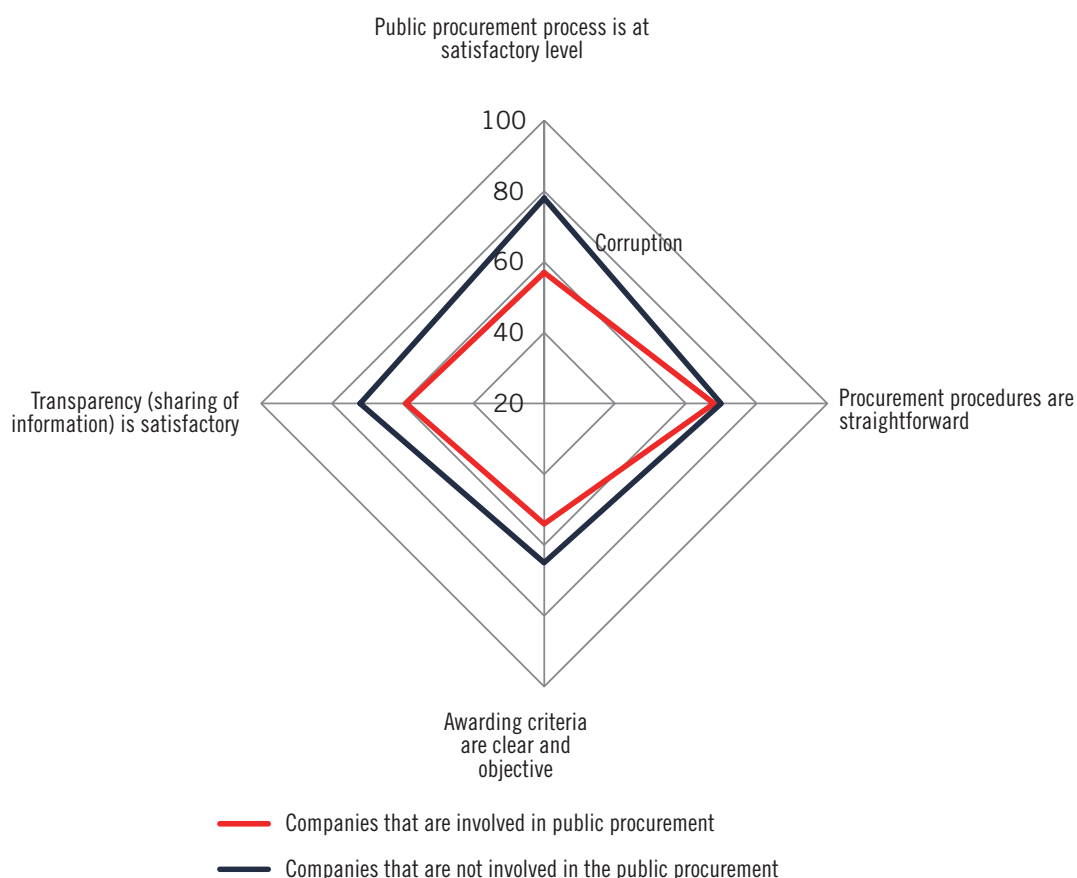 Public procurement process is at
satisfactory level
100
80
Corruption
60
40
20
Transparency (sharing of
information) is satisfactory
Procurement procedures are
straightforward
Awarding criteria
are clear and
objective
Companies that are involved in public procurement
Companies that are not involved in the public procurement